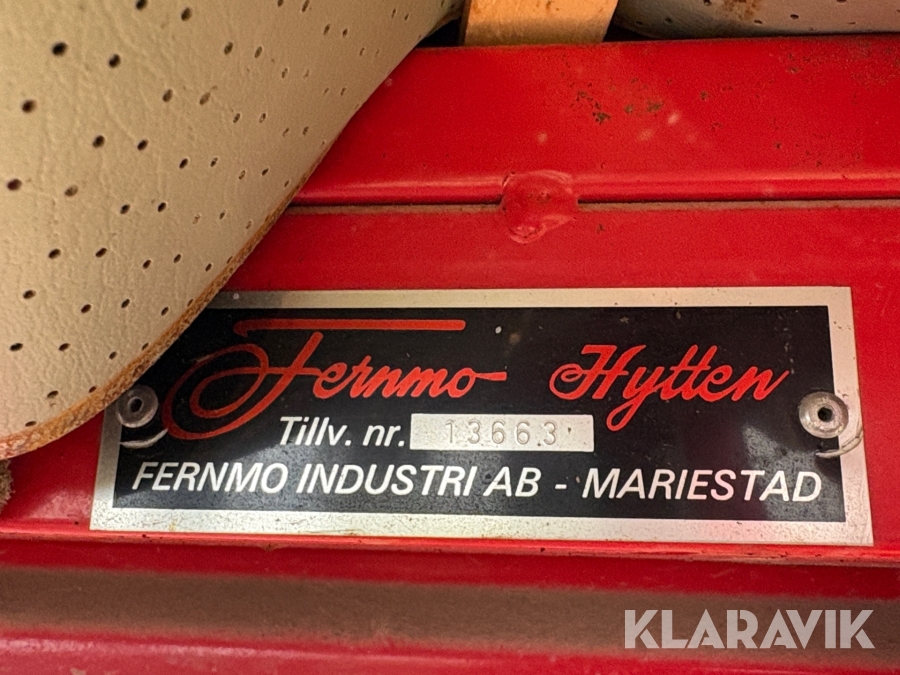 Fernmo Hytten
Tillv. nr. 13663
FERNMO INDUSTRI AB - MARIESTAD
KLARAVIK